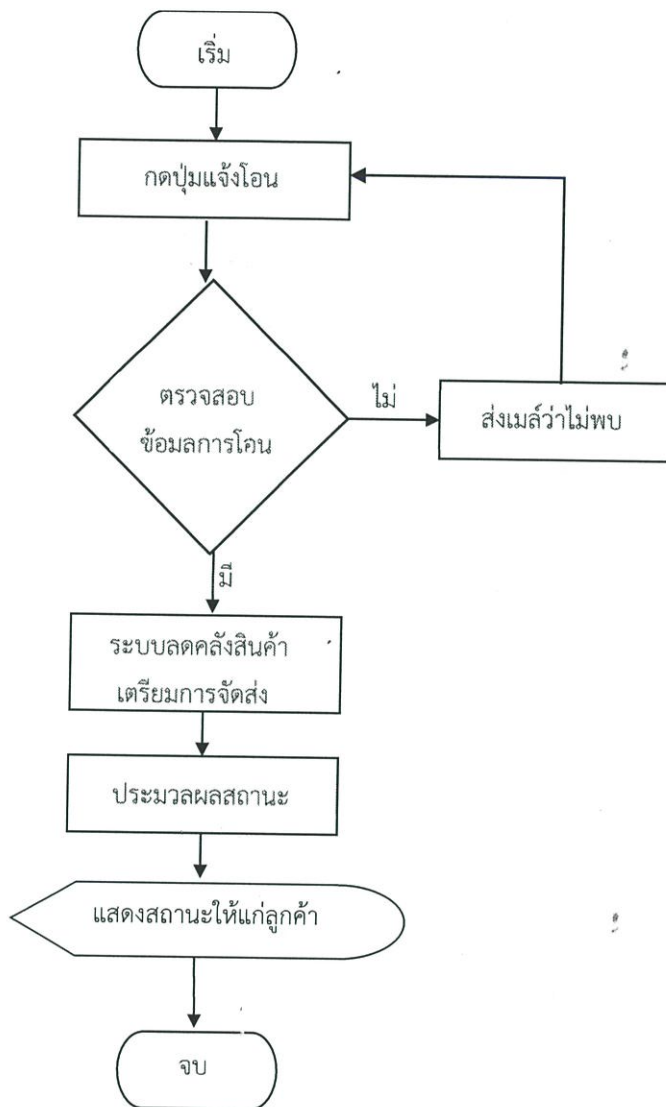 เริ่ม
กดปุ่มแจ้งโอน
ตรวจสอบ
ข้อมลการโอน
ไม่
ส่งเมล์ว่าไม่พบ
มี
ระบบลดคลังสินค้า
เตรียมการจัดส่ง
ประมวลผลสถานะ
แสดงสถานะให้แก่ลูกค้า
จบ